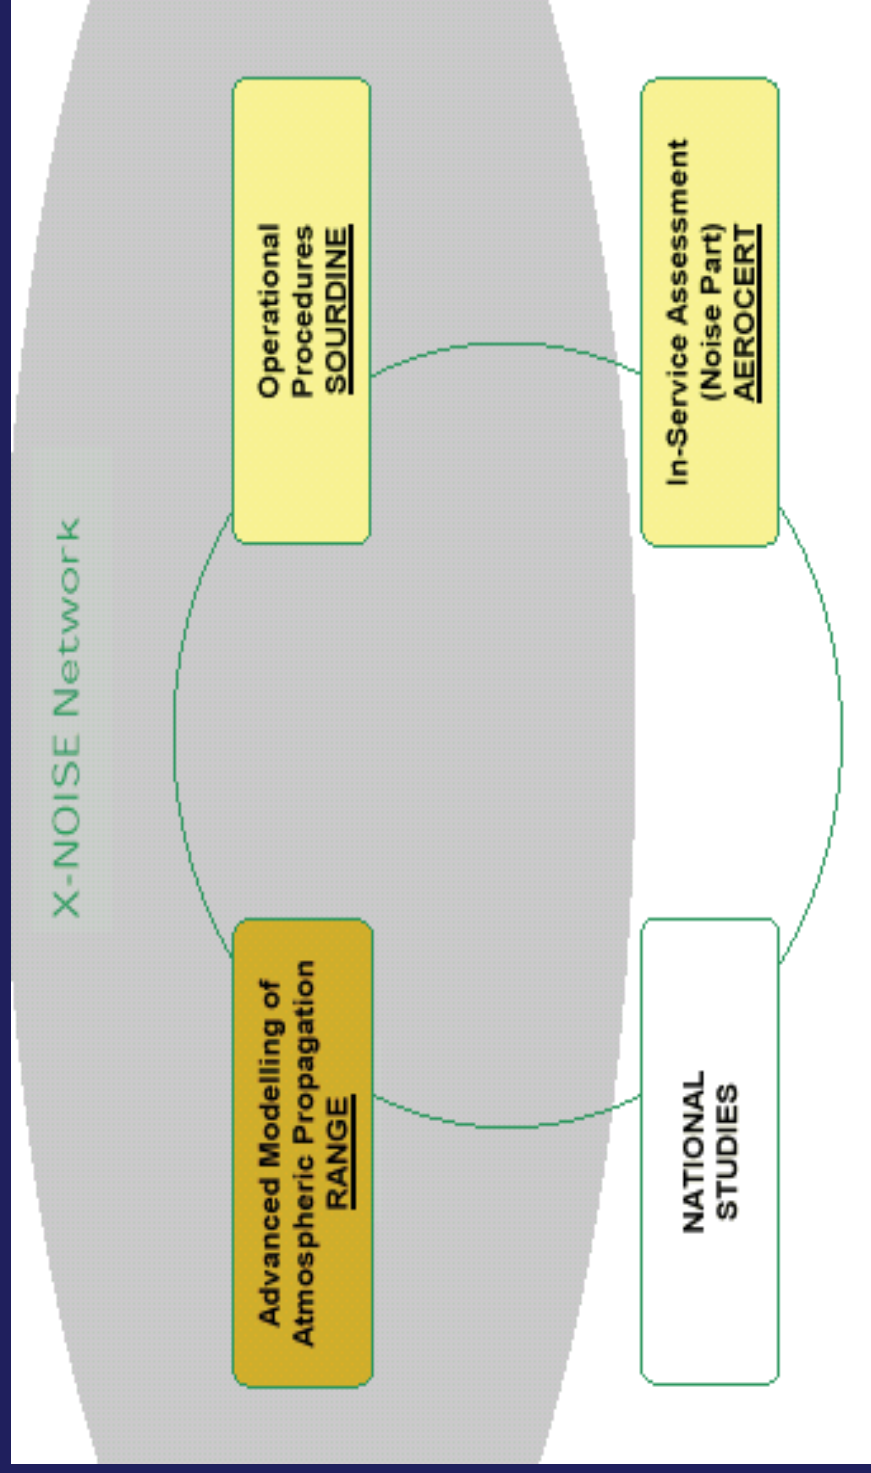 X-NOISE Network
Advanced Modelling of
Atmospheric Propagation
RANGE
Operational
Procedures
SOURDINE
NATIONAL
STUDIES
In-Service Assessment
(Noise Part)
AEROCERT